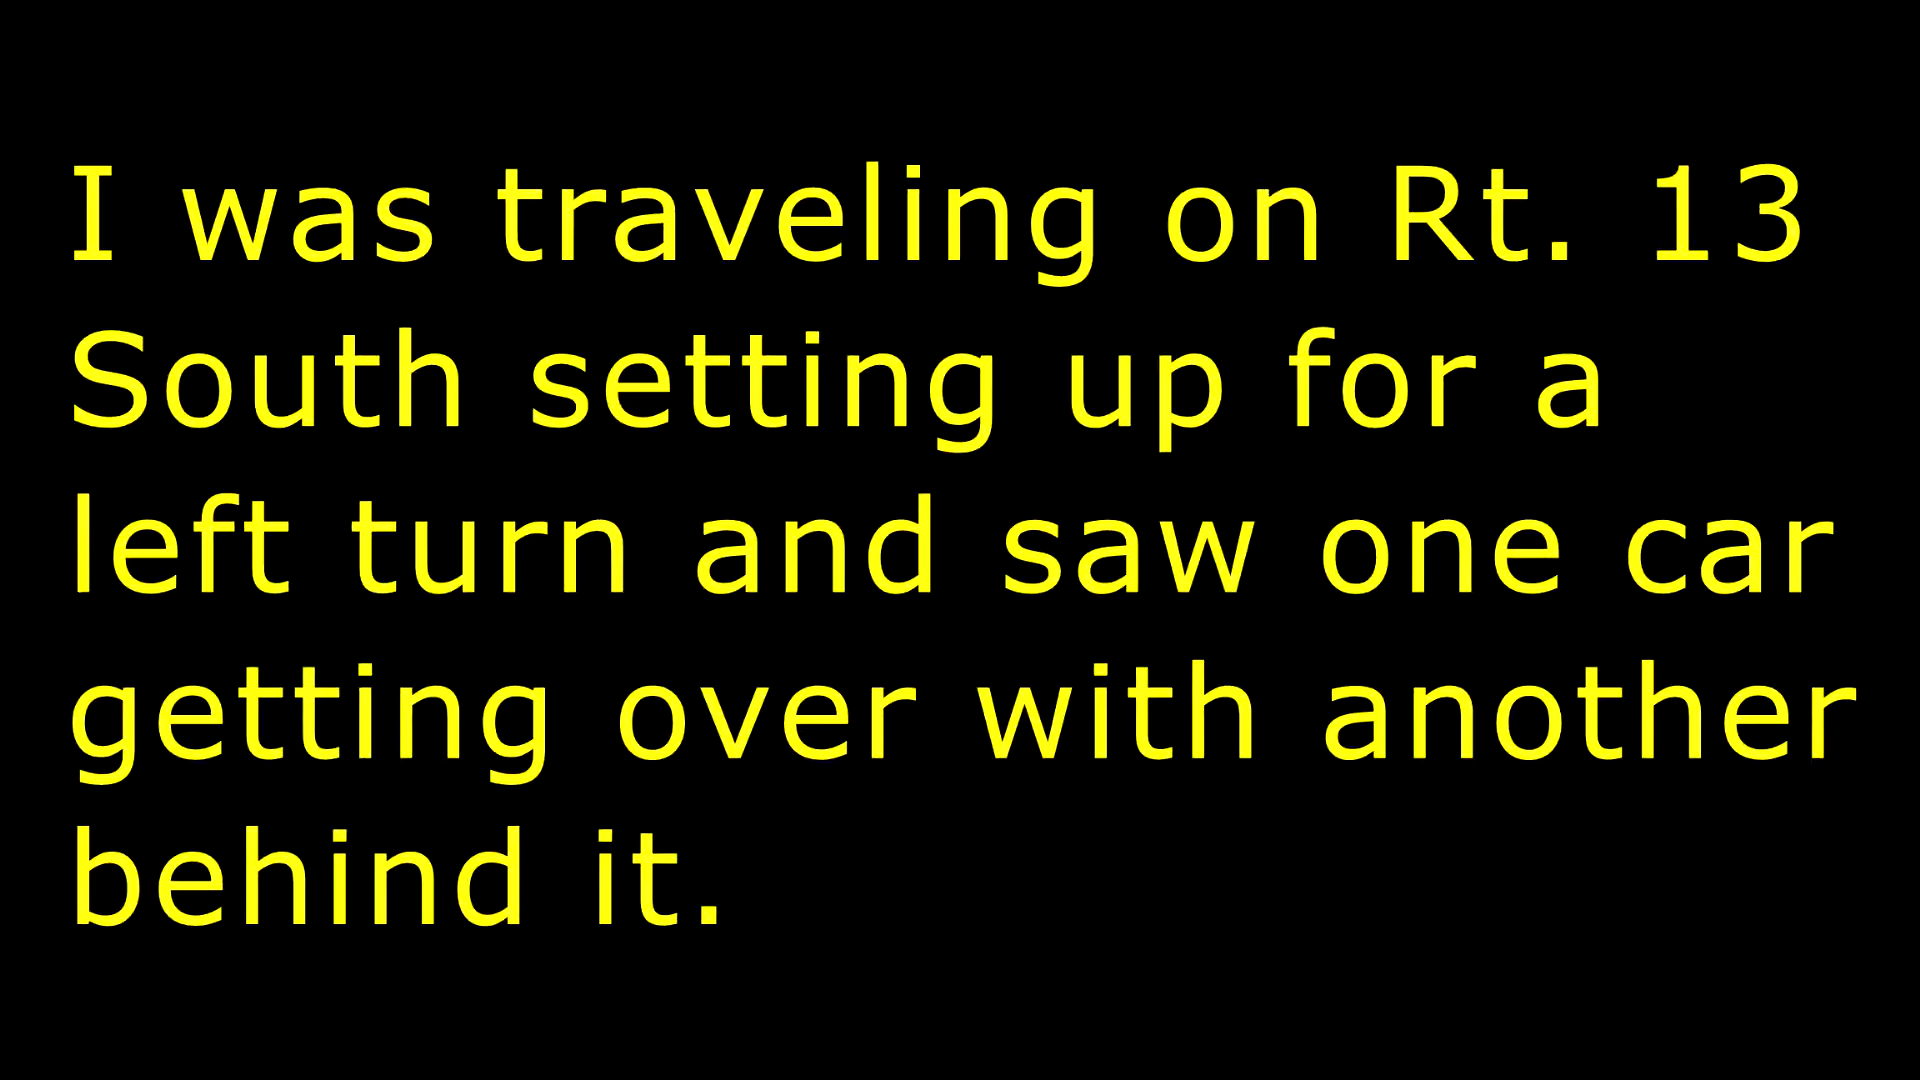 I was traveling on Rt. 13
South setting up for a
left turn and saw one car
getting over with another
behind it.